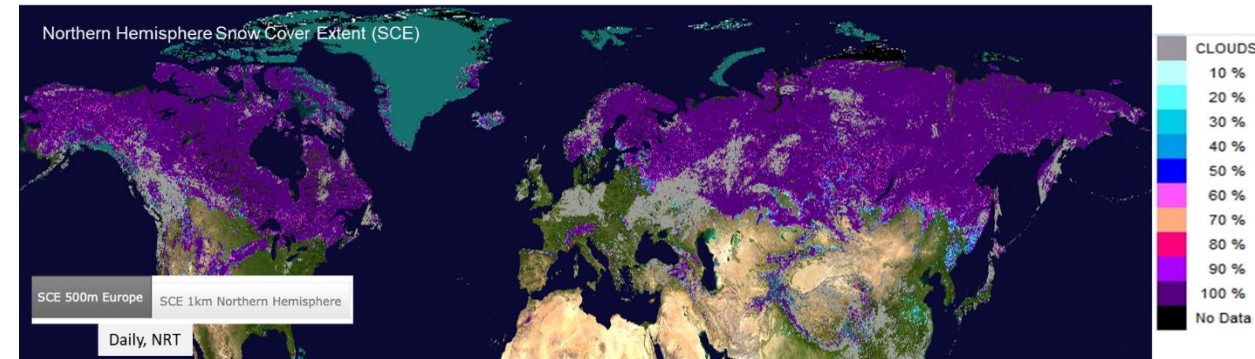 Northern Hemisphere Snow Cover Extent (SCE)
CLOUDS
10 %
20 %
30 %
40 %
50 %
60 %
70 %
80 %
90 %
100 %
No Data
SCE 500m Europe
SCE 1km Northern Hemisphere
Daily, NRT